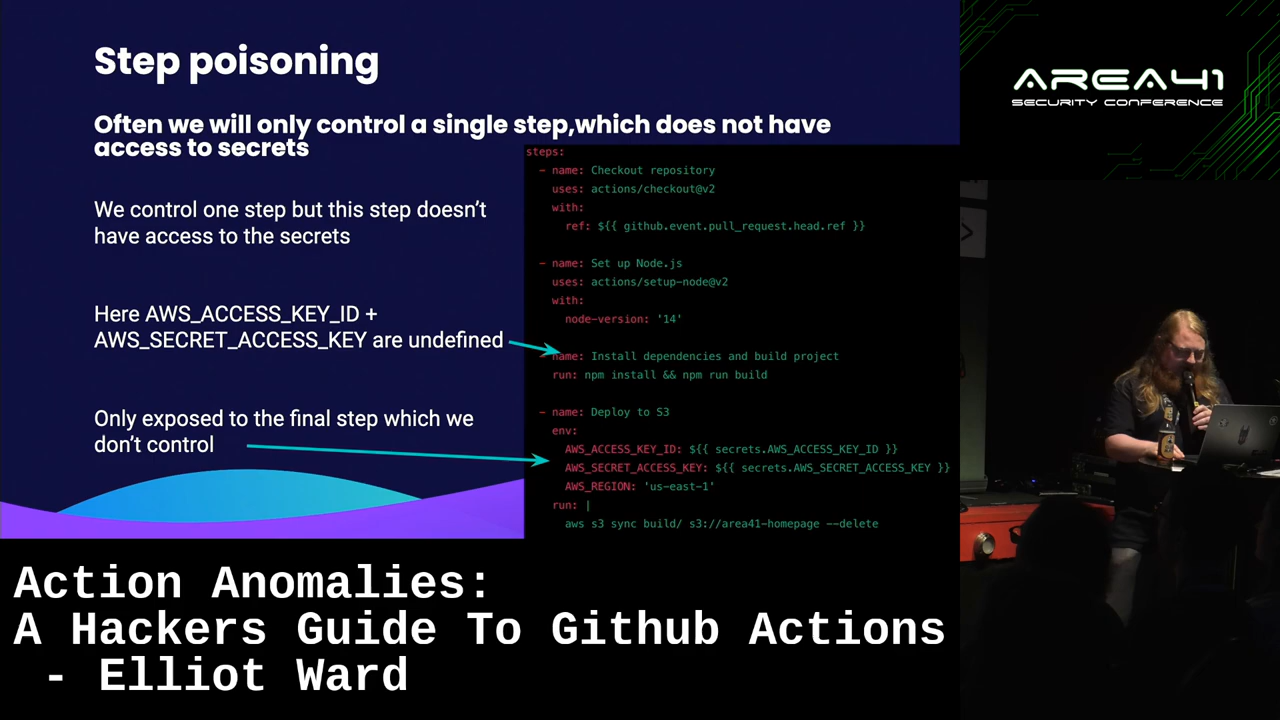 Step poisoning
Often we will only control a single step,which does not have
access to secrets
We control one step but this step doesn't
have access to the secrets
Here AWS_ACCESS_KEY_ID +
AWS_SECRET_ACCESS_KEY are undefined
Only exposed to the final step which we
don't control
steps:
- name: Checkout repository
uses: actions/checkout@v2
with:
ref: ${{ github.event.pull_request.head.ref }}
- name: Set up Node.js
uses: actions/setup-node@v2
with:
node-version: '14'
- name: Install dependencies and build project
run: npm install && npm run build
- name: Deploy to S3
env:
AWS_ACCESS_KEY_ID: ${{ secrets.AWS_ACCESS_KEY_ID }}
AWS_SECRET_ACCESS_KEY: ${{ secrets.AWS_SECRET_ACCESS_KEY }}
AWS_REGION: 'us-east-1'
run: |
aws s3 sync build/ s3://area41-homepage --delete
AREA41
SECURITY CONFERENCE
Action Anomalies:
A Hackers Guide To Github Actions
- Elliot Ward